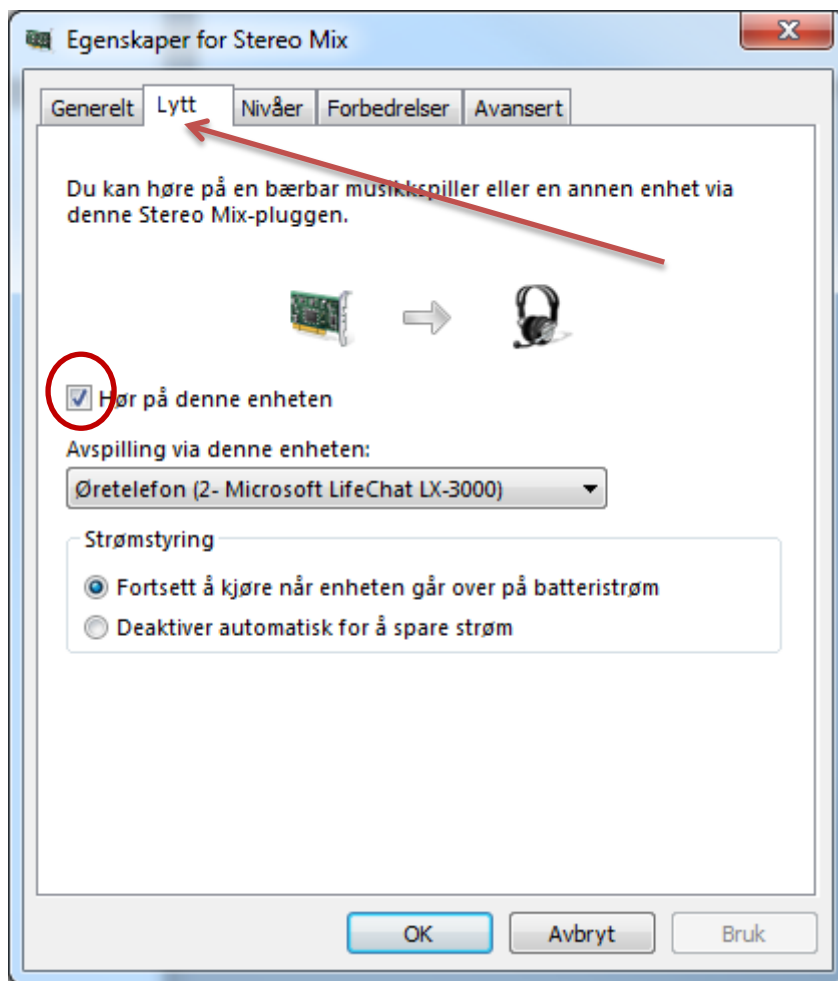 Egenskaper for Stereo Mix
Generelt Lytt Nivåer Forbedrelser Avansert
Du kan høre på en bærbar musikkspiller eller en annen enhet via
denne Stereo Mix-pluggen.
Hør på denne enheten
Avspilling via denne enheten:
Øretelefon (2- Microsoft LifeChat LX-3000)
Strømstyring
Fortsett å kjøre når enheten går over på batteristrøm
Deaktiver automatisk for å spare strøm
OK Avbryt Bruk